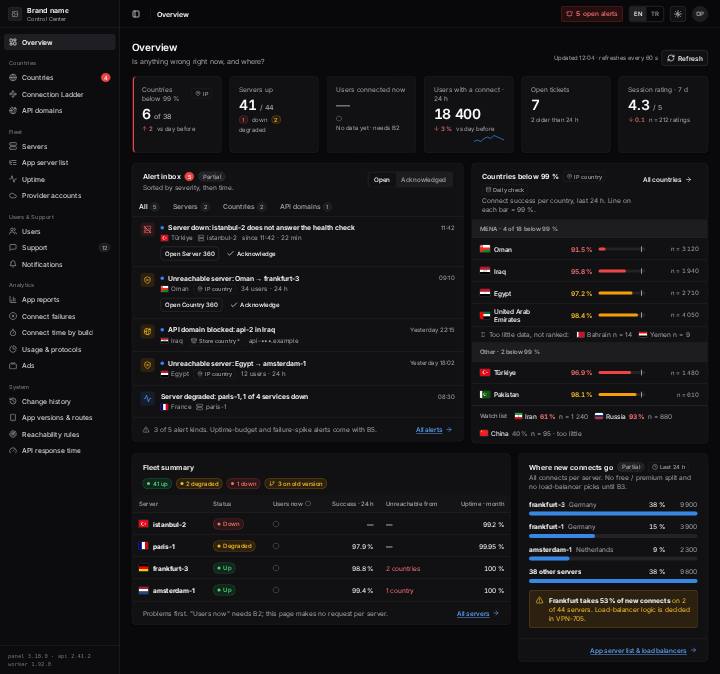 Brand name
Control Center
Overview
5 open alerts
EN TR
OP
Overview
Countries
Countries 4
Connection Ladder
API domains
Fleet
Servers
App server list
Uptime
Provider accounts
Users & Support
Users
Support 12
Notifications
Analytics
App reports
Connect failures
Connect time by build
Usage & protocols
Ads
System
Change history
App versions & routes
Reachability rules
API response time
panel 3.18.0 · api 2.41.2
worker 1.92.0
Overview
Is anything wrong right now, and where?
Updated 12:04 · refreshes every 60 s
Refresh
Countries below 99 % IP
6 of 38
↑ 2 vs day before
Servers up
41 / 44
1 down 2 degraded
Users connected now
—
No data yet · needs B2
Users with a connect · 24 h
18 400
↓ 3 % vs day before
Open tickets
7
2 older than 24 h
Session rating · 7 d
4.3 / 5
↓ 0.1 n = 212 ratings
Alert inbox 5 Partial
Sorted by severity, then time.
Open Acknowledged
All 5 Servers 2 Countries 2 API domains 1
Server down: istanbul-2 does not answer the health check 11:42
Türkiye istanbul-2 since 11:42 · 22 min
Open Server 360 Acknowledge
Unreachable server: Oman → frankfurt-3 09:10
Oman IP country 34 users · 24 h
Open Country 360 Acknowledge
API domain blocked: api-2 in Iraq Yesterday 22:15
Iraq Store country* api-•••.example
Unreachable server: Egypt → amsterdam-1 Yesterday 18:02
Egypt IP country 12 users · 24 h
Server degraded: paris-1, 1 of 4 services down 08:30
France paris-1
3 of 5 alert kinds. Uptime-budget and failure-spike alerts come with B5.
All alerts →
Countries below 99 % IP country
Daily check
All countries →
Connect success per country, last 24 h. Line on each bar = 99 %.
MENA · 4 of 18 below 99 %
Oman 91.5 % n = 3 120
Iraq 95.8 % n = 1 940
Egypt 97.2 % n = 2 710
United Arab Emirates 98.4 % n = 4 050
Too little data, not ranked: Bahrain n = 14 Yemen n = 9
Other · 2 below 99 %
Türkiye 96.9 % n = 1 480
Pakistan 98.1 % n = 610
Watch list Iran 61 % n = 1 240 Russia 93 % n = 880
China 40 % n = 95 · too little
Fleet summary
41 up 2 degraded 1 down 3 on old version
Server Status Users now Success · 24 h Unreachable from Uptime · month
istanbul-2 Down — — 99.2 %
paris-1 Degraded 97.9 % — 99.95 %
frankfurt-3 Up 98.8 % 2 countries 100 %
amsterdam-1 Up 99.4 % 1 country 100 %
Problems first. "Users now" needs B2; this page makes no request per server.
All servers →
Where new connects go Partial Last 24 h
All connects per server. No free / premium split and no load-balancer picks until B3.
frankfurt-3 Germany 38 % 9 900
frankfurt-1 Germany 15 % 3 900
amsterdam-1 Netherlands 9 % 2 300
38 other servers 38 % 9 800
Frankfurt takes 53 % of new connects on 2 of 44 servers. Load-balancer logic is decided in VPN-705.
App server list & load balancers →